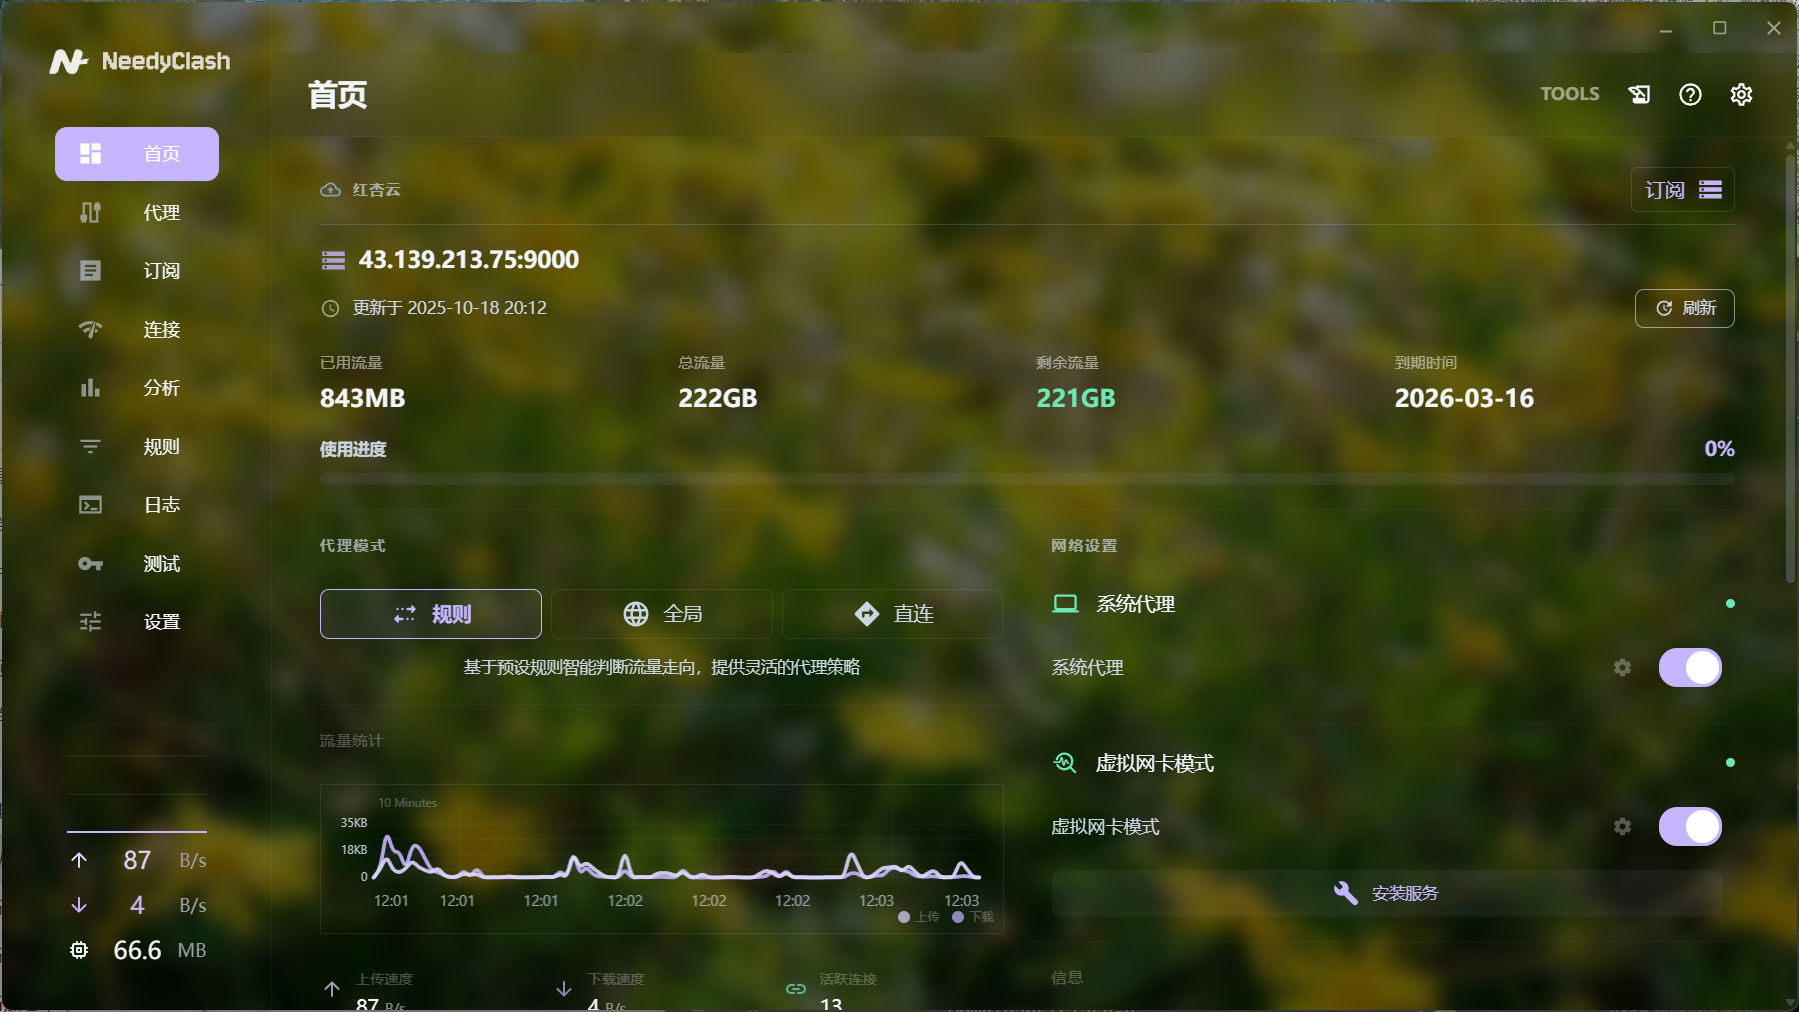 NeedyClash
首页
TOOLS
首页
代理
订阅
连接
分析
规则
日志
测试
设置
87 B/s
4 B/s
66.6 MB
红杏云
订阅
43.139.213.75:9000
更新于 2025-10-18 20:12
刷新
已用流量 总流量 剩余流量 到期时间
843MB 222GB 221GB 2026-03-16
使用进度 0%
代理模式
规则 全局 直连
基于预设规则智能判断流量走向，提供灵活的代理策略
网络设置
系统代理
系统代理
虚拟网卡模式
虚拟网卡模式
安装服务
流量统计
10 Minutes
35KB
18KB
0
12:01 12:01 12:01 12:02 12:02 12:02 12:03 12:03
上传 下载
上传速度 下载速度 活跃连接
87 B/s 4 B/s 13
信息